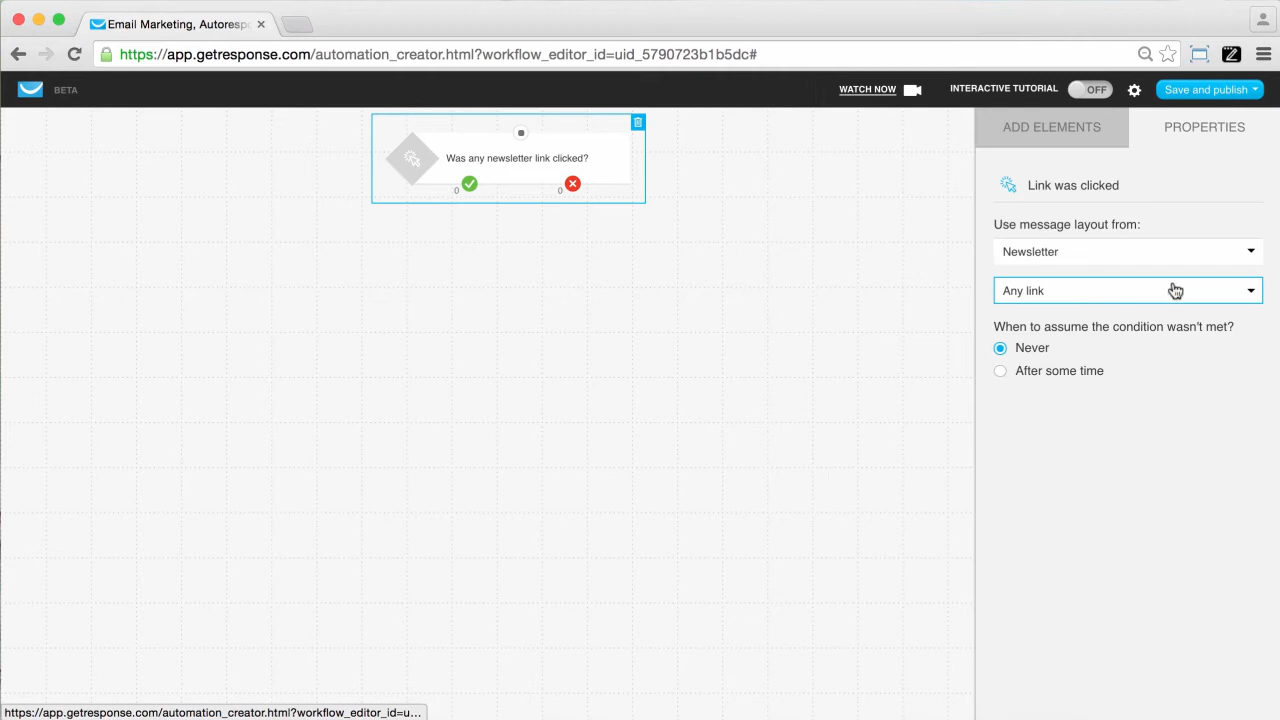 Email Marketing, Autoresp
https://app.getresponse.com/automation_creator.html?workflow_editor_id=uid_5790723b1b5dc#
BETA
WATCH NOW
INTERACTIVE TUTORIAL
OFF
Save and publish
ADD ELEMENTS
PROPERTIES
Was any newsletter link clicked?
0
0
Link was clicked
Use message layout from:
Newsletter
Any link
When to assume the condition wasn't met?
Never
After some time
https://app.getresponse.com/automation_creator.html?workflow_editor_id=u...